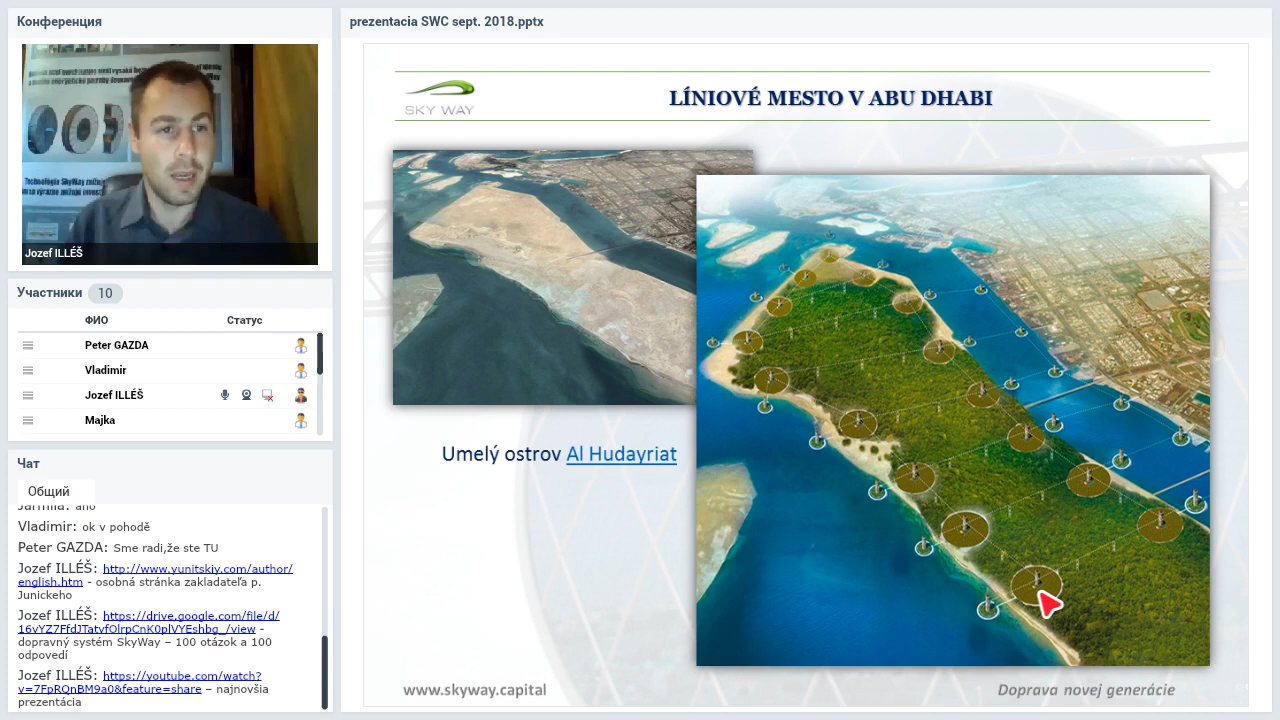 Конференция
Jozef ILLÉŠ
Участники 10
ФИО Статус
Peter GAZDA
Vladimir
Jozef ILLÉŠ
Majka
Чат
Общий
Jarmila: ano
Vladimir: ok v pohodě
Peter GAZDA: Sme radi,že ste TU
Jozef ILLÉŠ: http://www.yunitskiy.com/author/
english.htm - osobná stránka zakladateľa p.
Junickeho
Jozef ILLÉŠ: https://drive.google.com/file/d/
16vYZ7FfdJTatvfOlrpCnK0plVYEshbg_/view -
dopravný systém SkyWay – 100 otázok a 100
odpovedí
Jozef ILLÉŠ: https://youtube.com/watch?
v=7FpRQnBM9a0&feature=share – najnovšia
prezentácia
prezentacia SWC sept. 2018.pptx
SKY WAY
LÍNIOVÉ MESTO V ABU DHABI
Umelý ostrov Al Hudayriat
www.skyway.capital
Doprava novej generácie